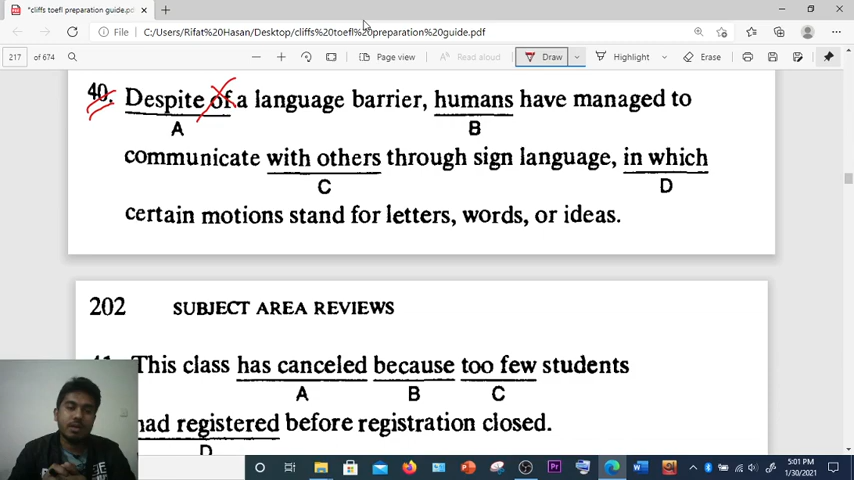 *cliffs toefl preparation guide.pdf
File
C:/Users/Rifat%20Hasan/Desktop/cliffs%20toefl%20preparation%20guide.pdf
217 of 674
Page view
Read aloud
Draw
Highlight
Erase
40. Despite of a language barrier, humans have managed to
A B
communicate with others through sign language, in which
C D
certain motions stand for letters, words, or ideas.
202 SUBJECT AREA REVIEWS
This class has canceled because too few students
A B C
had registered before registration closed.
D
5:01 PM
1/30/2021